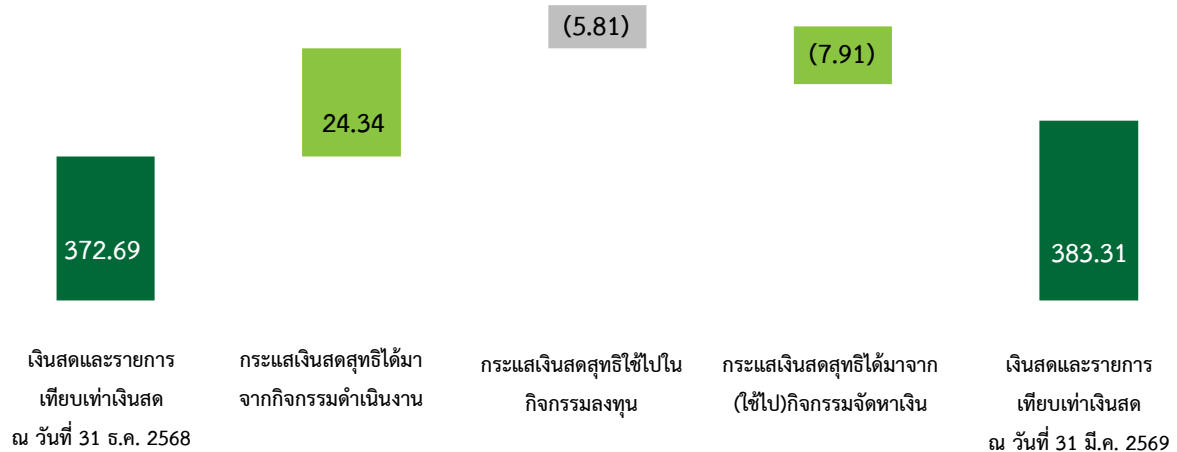 (5.81)
(7.91)
24.34
372.69
383.31
เงินสดและรายการ
เทียบเท่าเงินสด
ณ วันที่ 31 ธ.ค. 2568
กระแสเงินสดสุทธิได้มา
จากกิจกรรมดำเนินงาน
กระแสเงินสดสุทธิใช้ไปใน
กิจกรรมลงทุน
กระแสเงินสดสุทธิได้มาจาก
(ใช้ไป)กิจกรรมจัดหาเงิน
เงินสดและรายการ
เทียบเท่าเงินสด
ณ วันที่ 31 มี.ค. 2569